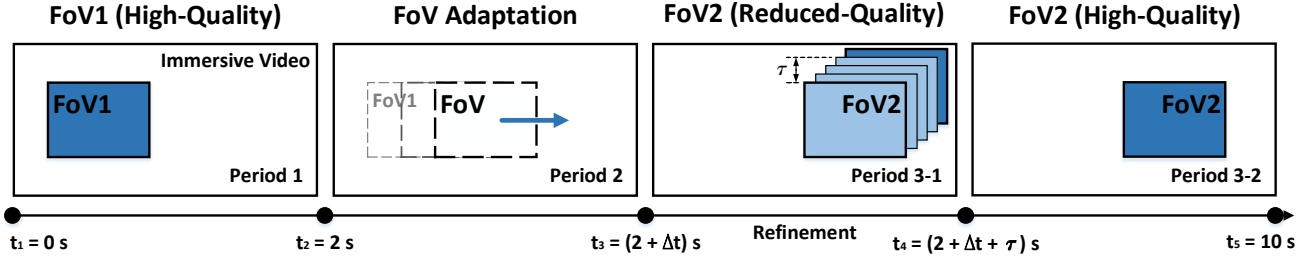 FoV1 (High-Quality)
FoV Adaptation
FoV2 (Reduced-Quality)
FoV2 (High-Quality)
Immersive Video
FoV1
Period 1
FoV1
FoV
Period 2
τ
FoV2
Period 3-1
FoV2
Period 3-2
t₁ = 0 s
t₂ = 2 s
t₃ = (2 + Δt) s
Refinement
t₄ = (2 + Δt + τ) s
t₅ = 10 s